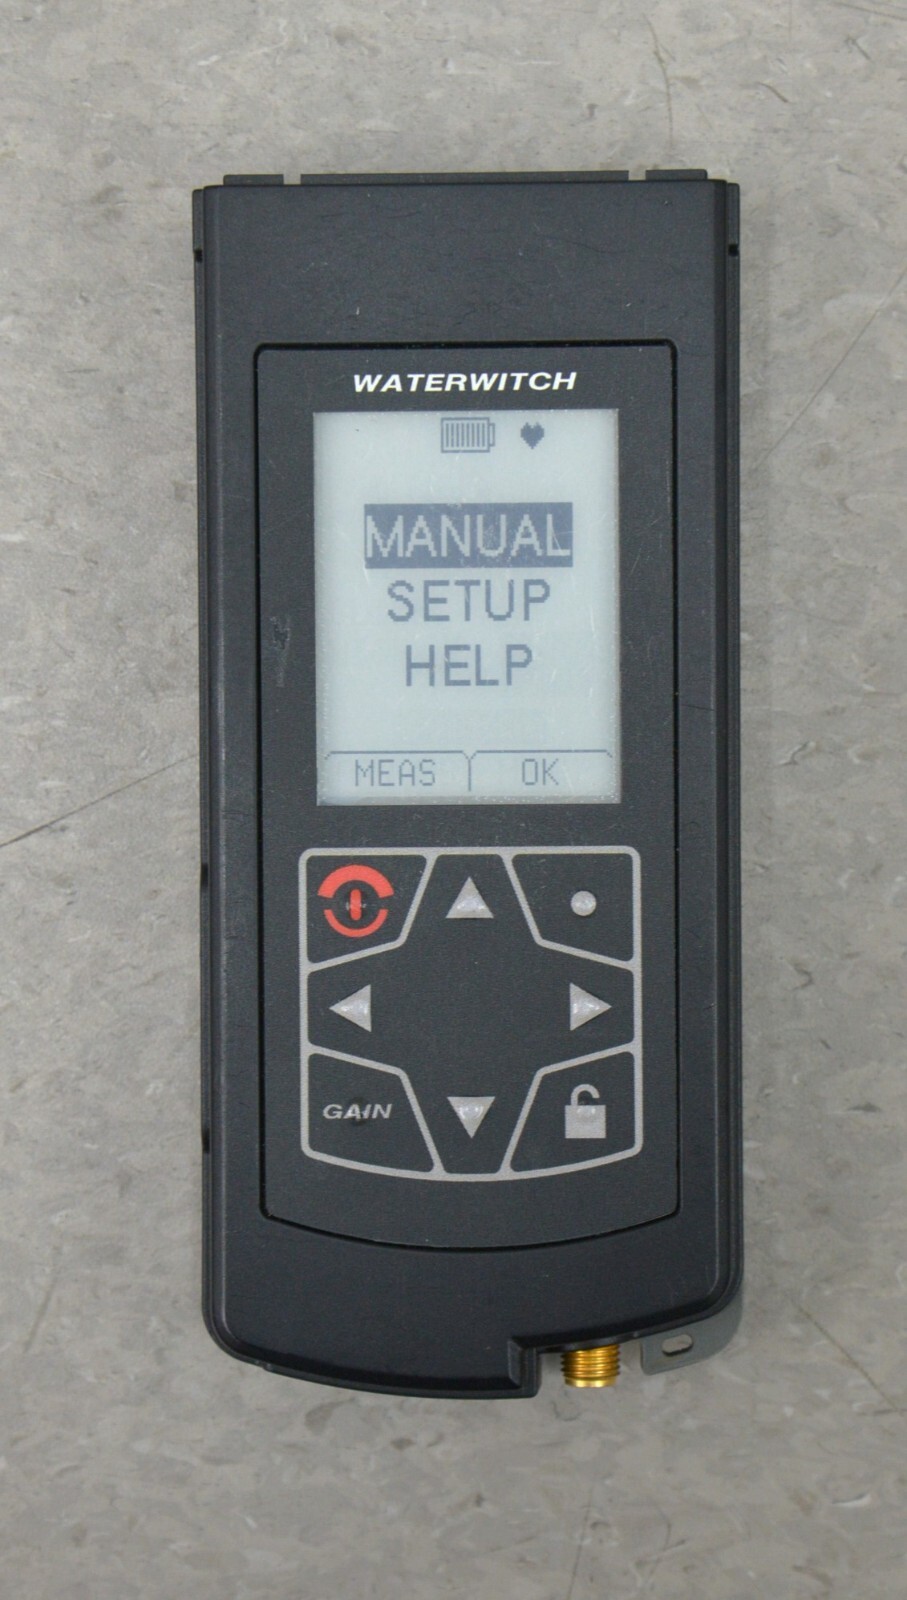 WATERWITCH
MANUAL
SETUP
HELP
MEAS OK
GAIN